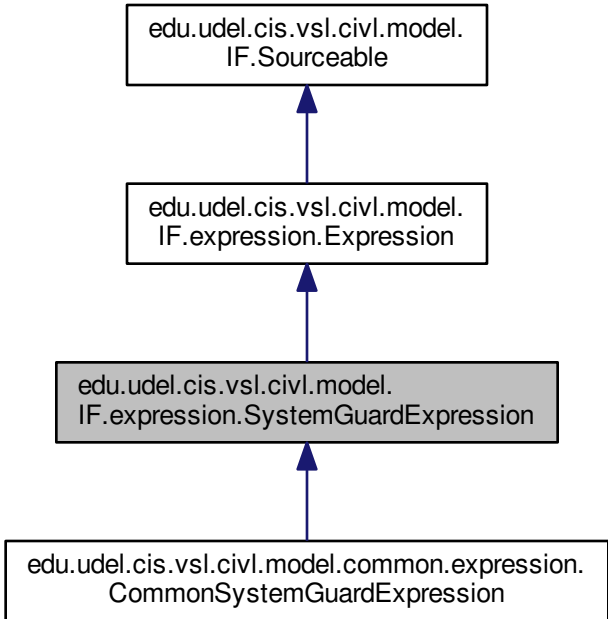 edu.udel.cis.vsl.civl.model.
IF.Sourceable
edu.udel.cis.vsl.civl.model.
IF.expression.Expression
edu.udel.cis.vsl.civl.model.
IF.expression.SystemGuardExpression
edu.udel.cis.vsl.civl.model.common.expression.
CommonSystemGuardExpression